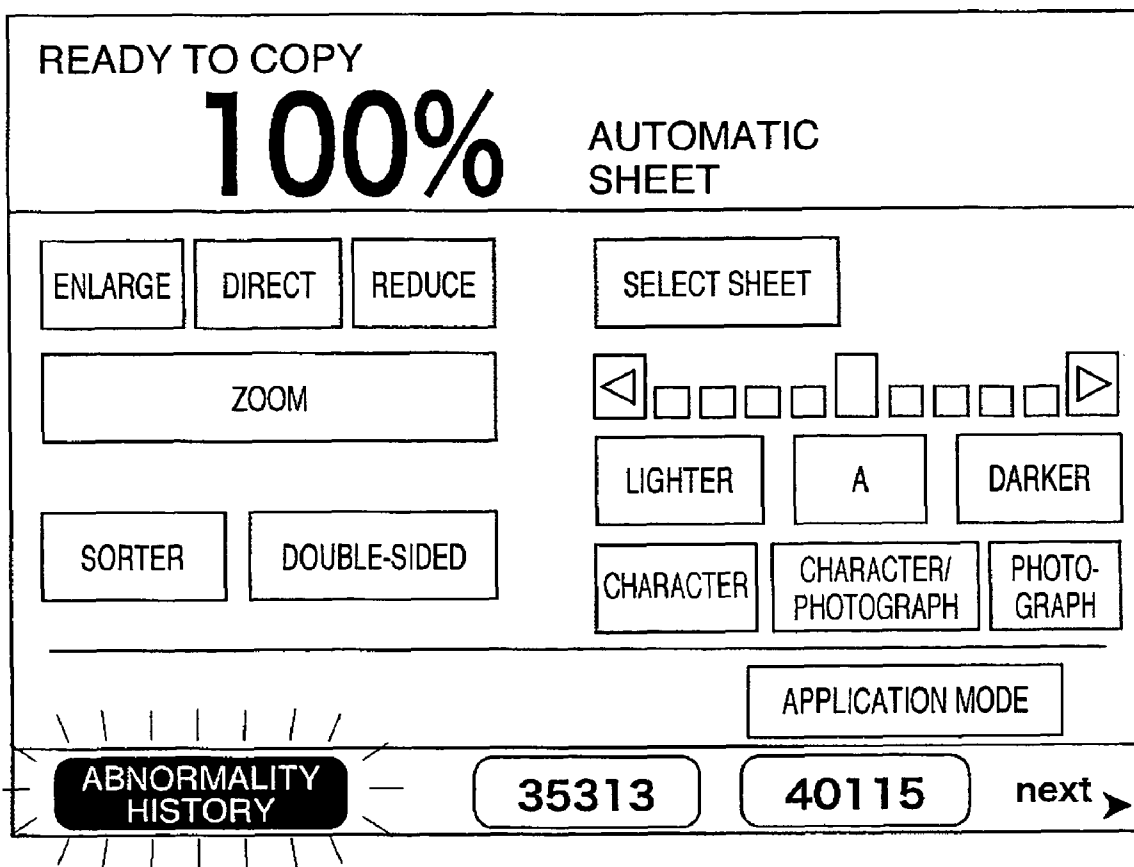 READY TO COPY
100%
AUTOMATIC
SHEET
ENLARGE
DIRECT
REDUCE
SELECT SHEET
ZOOM
LIGHTER
A
DARKER
SORTER
DOUBLE-SIDED
CHARACTER
CHARACTER/
PHOTOGRAPH
PHOTO-
GRAPH
APPLICATION MODE
ABNORMALITY
HISTORY
35313
40115
next